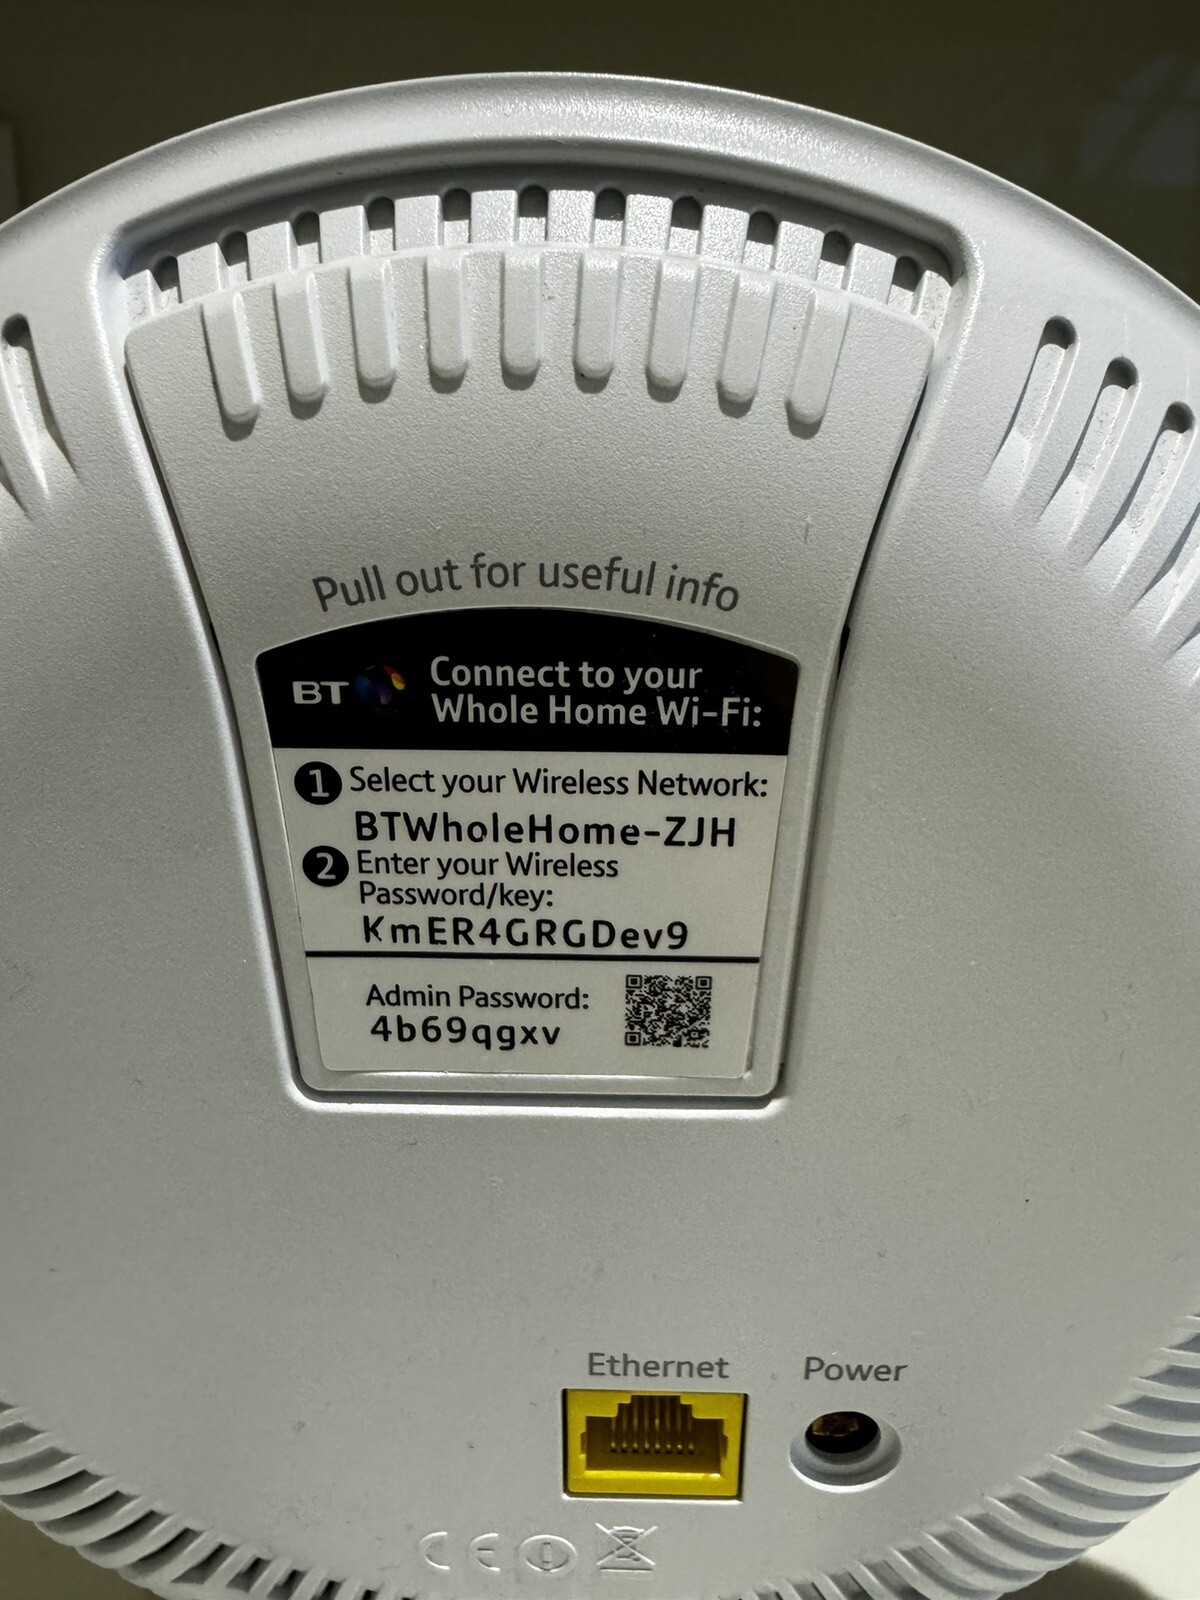 Pull out for useful info
BT
Connect to your
Whole Home Wi-Fi:
1 Select your Wireless Network:
BTWholeHome-ZJH
2 Enter your Wireless
Password/key:
KmER4GRGDev9
Admin Password:
4b69qgxv
Ethernet
Power
CE